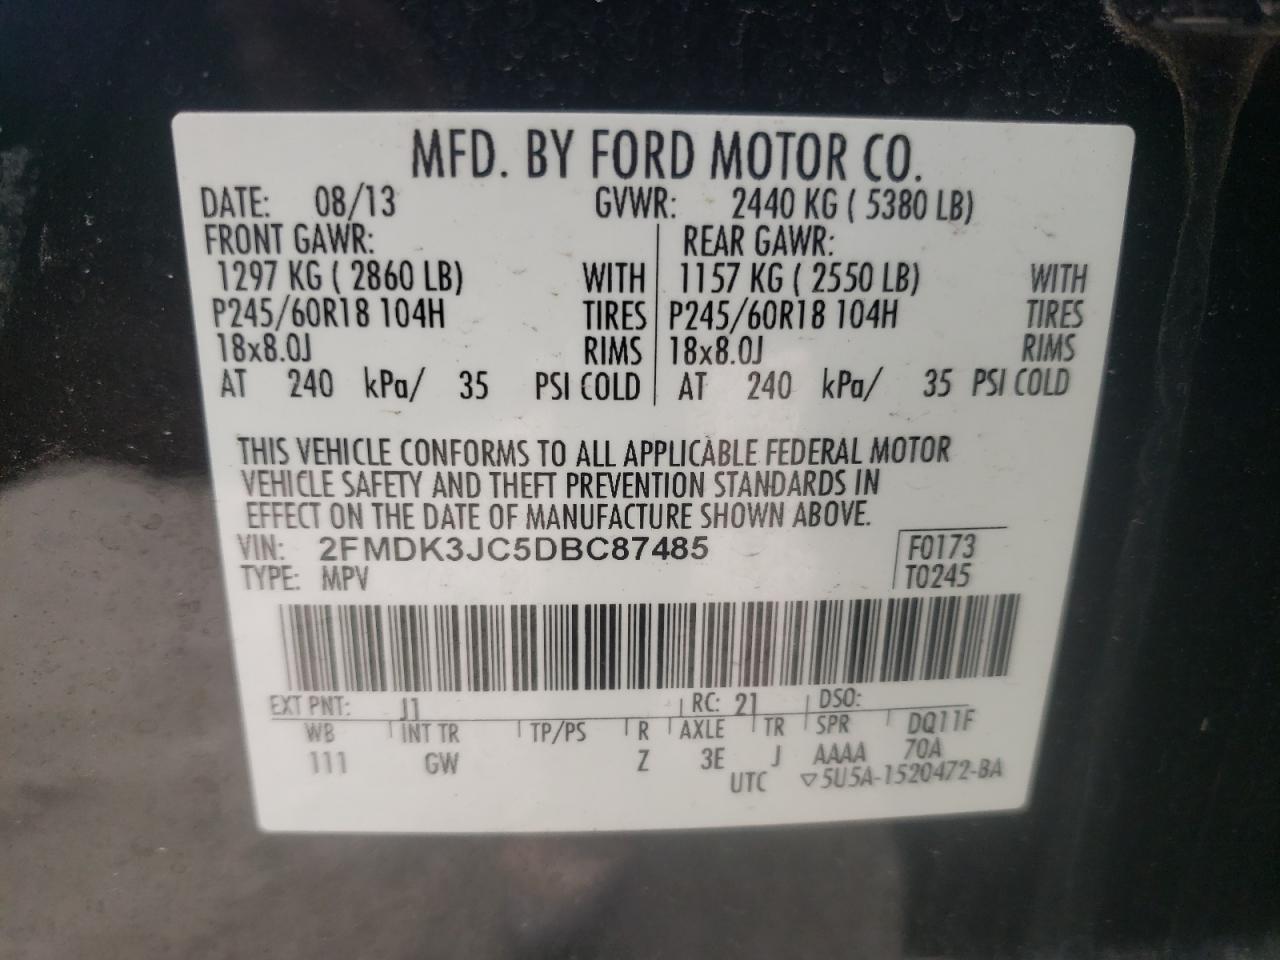 MFD. BY FORD MOTOR CO.
DATE: 08/13 GVWR: 2440 KG ( 5380 LB)
FRONT GAWR: REAR GAWR:
1297 KG ( 2860 LB) WITH 1157 KG ( 2550 LB) WITH
P245/60R18 104H TIRES P245/60R18 104H TIRES
18x8.0J RIMS 18x8.0J RIMS
AT 240 kPa/ 35 PSI COLD AT 240 kPa/ 35 PSI COLD
THIS VEHICLE CONFORMS TO ALL APPLICABLE FEDERAL MOTOR
VEHICLE SAFETY AND THEFT PREVENTION STANDARDS IN
EFFECT ON THE DATE OF MANUFACTURE SHOWN ABOVE.
VIN: 2FMDK3JC5DBC87485 F0173
TYPE: MPV T0245
EXT PNT: J1 RC: 21 DSO:
WB INT TR TP/PS R AXLE TR SPR DQ11F
111 GW Z 3E J AAAA 70A
UTC ▽5U5A-1520472-BA